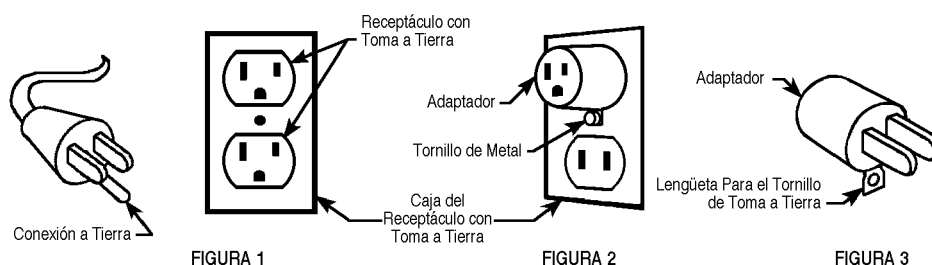 Receptáculo con
Toma a Tierra
Adaptador
Tornillo de Metal
Caja del
Receptáculo con
Toma a Tierra
Conexión a Tierra
Adaptador
Lengüeta Para el Tornillo
de Toma a Tierra
FIGURA 1
FIGURA 2
FIGURA 3